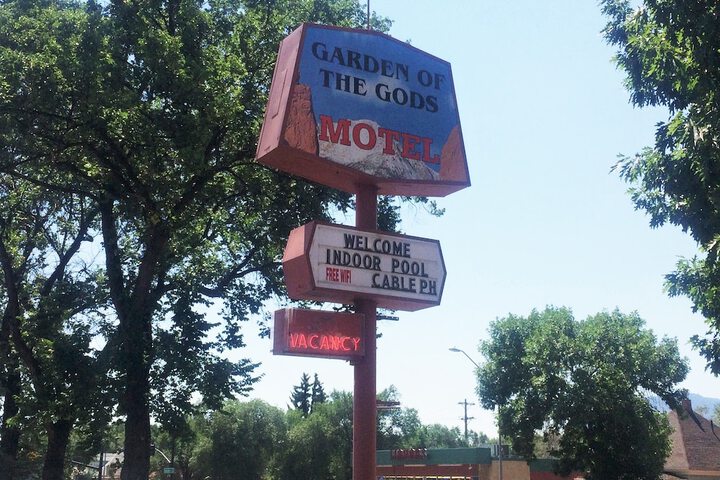 GARDEN OF
THE GODS
MOTEL
WELCOME
INDOOR POOL
FREE WIFI CABLE PH
VACANCY